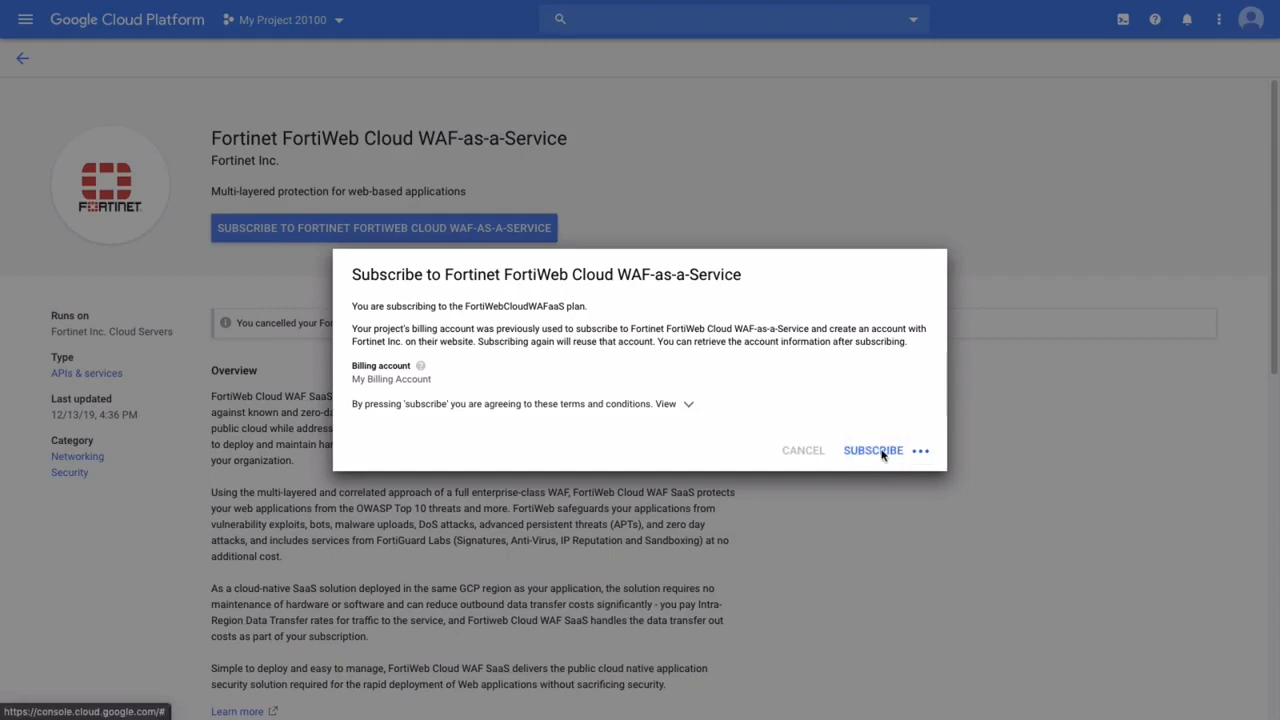 Google Cloud Platform
My Project 20100
Fortinet FortiWeb Cloud WAF-as-a-Service
Fortinet Inc.
Multi-layered protection for web-based applications
FORTINET
SUBSCRIBE TO FORTINET FORTIWEB CLOUD WAF-AS-A-SERVICE
Subscribe to Fortinet FortiWeb Cloud WAF-as-a-Service
You are subscribing to the FortiWebCloudWAFaaS plan.
Your project's billing account was previously used to subscribe to Fortinet FortiWeb Cloud WAF-as-a-Service and create an account with
Fortinet Inc. on their website. Subscribing again will reuse that account. You can retrieve the account information after subscribing.
Billing account
My Billing Account
By pressing 'subscribe' you are agreeing to these terms and conditions. View
CANCEL
SUBSCRIBE
Runs on
Fortinet Inc. Cloud Servers
Type
APIs & services
Last updated
12/13/19, 4:36 PM
Category
Networking
Security
You cancelled your For
Overview
FortiWeb Cloud WAF SaaS
against known and zero-da
public cloud while addres
to deploy and maintain har
your organization.
Using the multi-layered and correlated approach of a full enterprise-class WAF, FortiWeb Cloud WAF SaaS protects
your web applications from the OWASP Top 10 threats and more. FortiWeb safeguards your applications from
vulnerability exploits, bots, malware uploads, DoS attacks, advanced persistent threats (APTs), and zero day
attacks, and includes services from FortiGuard Labs (Signatures, Anti-Virus, IP Reputation and Sandboxing) at no
additional cost.
As a cloud-native SaaS solution deployed in the same GCP region as your application, the solution requires no
maintenance of hardware or software and can reduce outbound data transfer costs significantly - you pay Intra-
Region Data Transfer rates for traffic to the service, and Fortiweb Cloud WAF SaaS handles the data transfer out
costs as part of your subscription.
Simple to deploy and easy to manage, FortiWeb Cloud WAF SaaS delivers the public cloud native application
security solution required for the rapid deployment of Web applications without sacrificing security.
Learn more
https://console.cloud.google.com/#